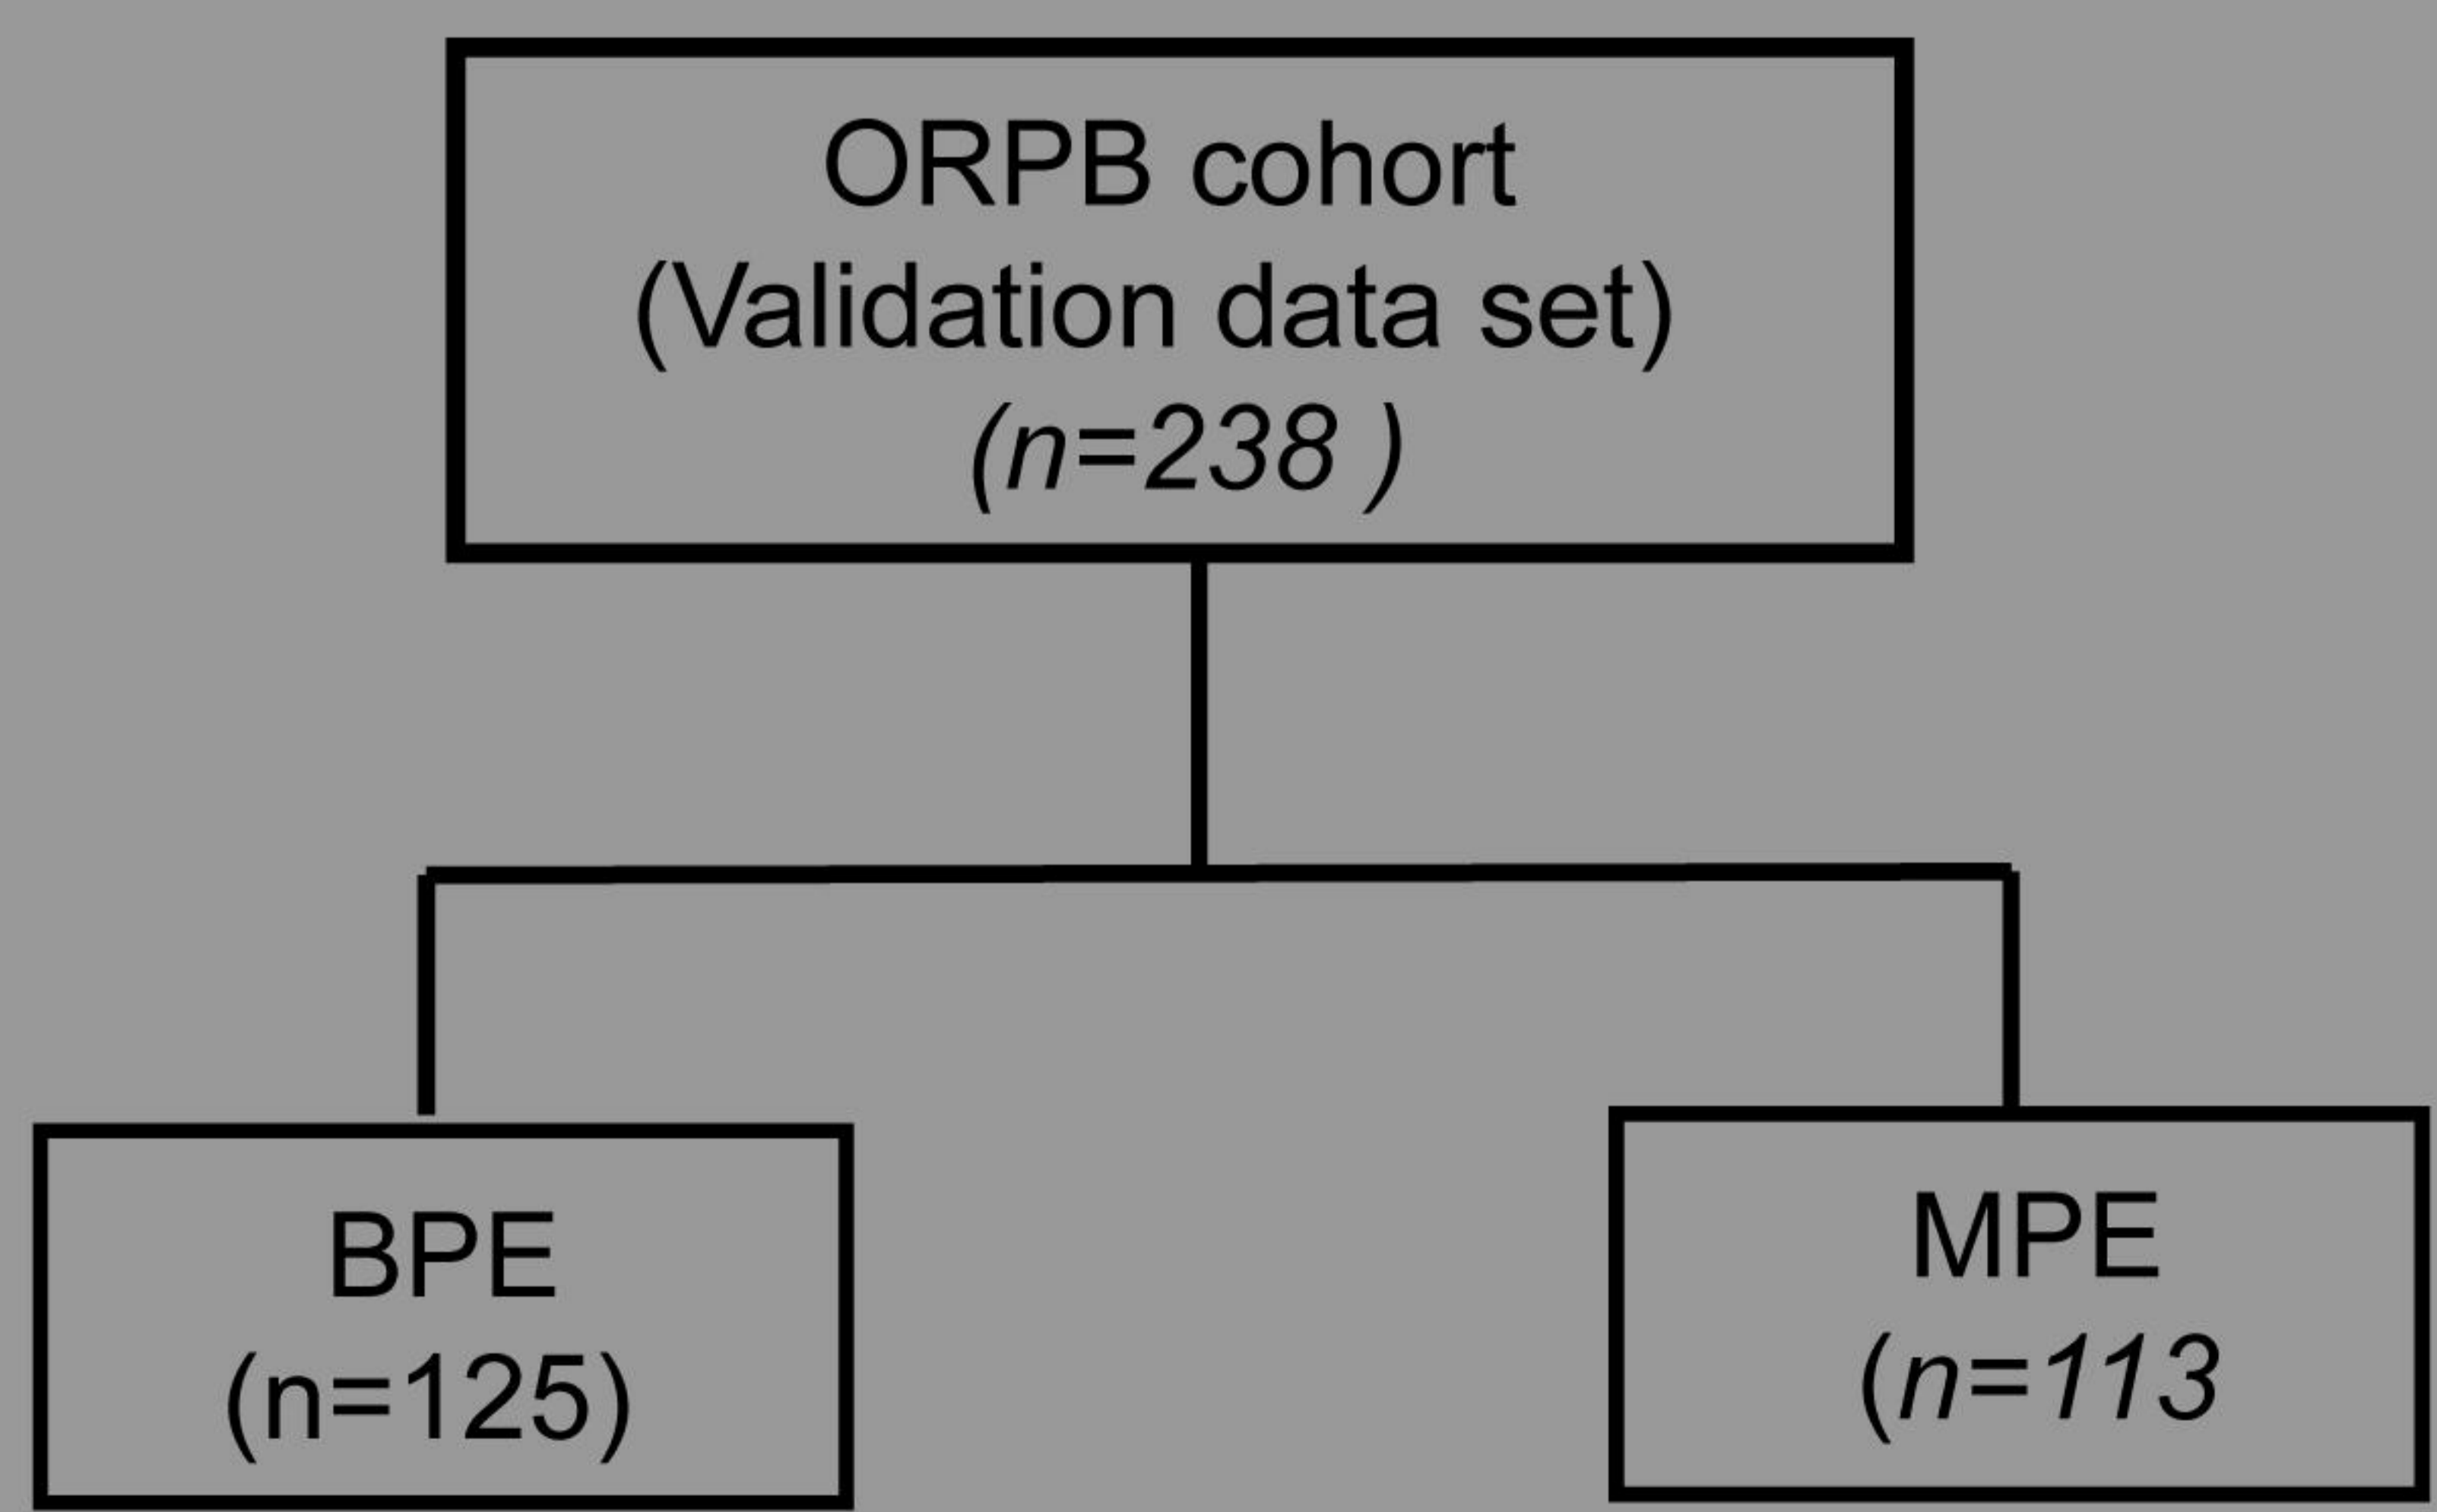 ORPB cohort
(Validation data set)
(n=238 )
BPE
(n=125)
MPE
(n=113